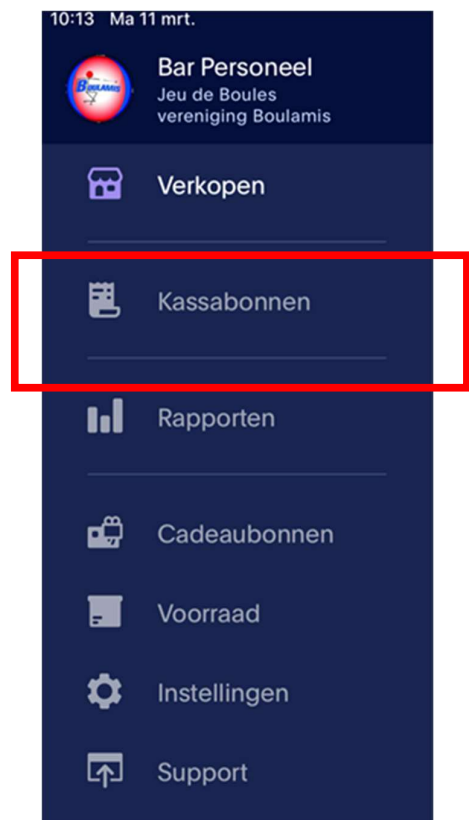 10:13 Ma 11 mrt.
Bar Personeel
Jeu de Boules
vereniging Boulamis
BOULAMIS
Verkopen
Kassabonnen
Rapporten
Cadeaubonnen
Voorraad
Instellingen
Support